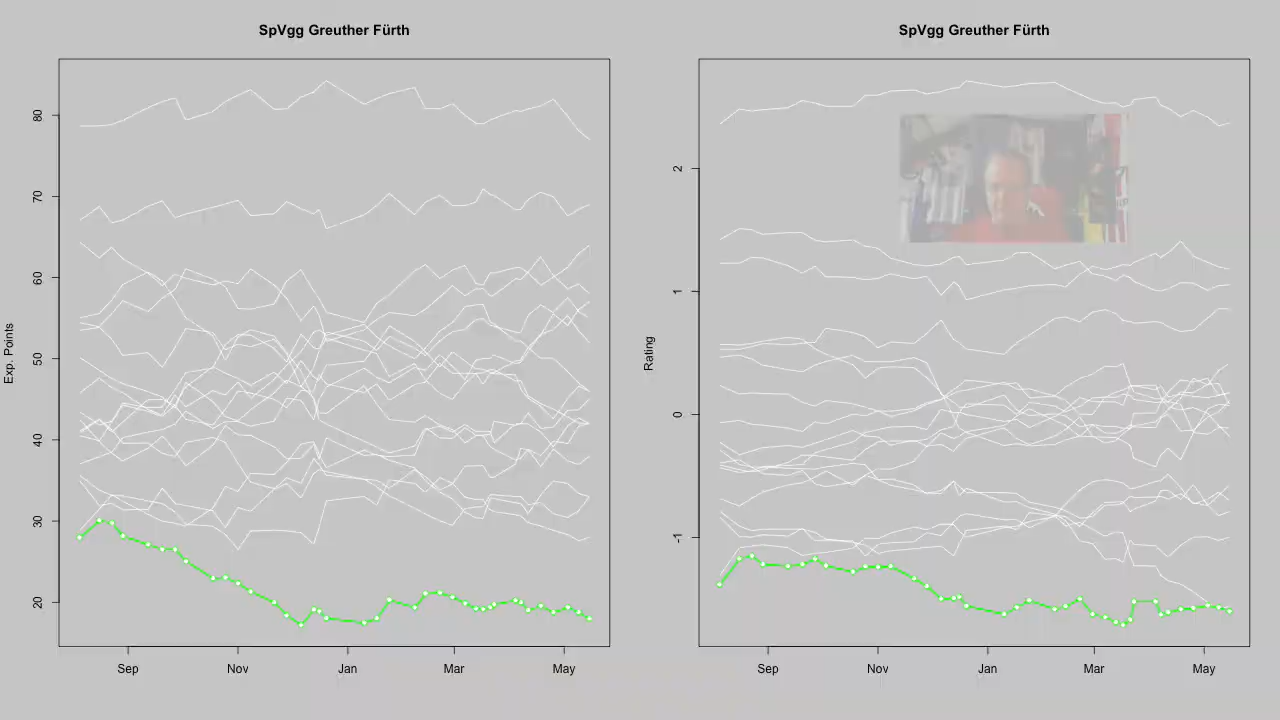 SpVgg Greuther Fürth
Exp. Points
80
70
60
50
40
30
20
Sep
Nov
Jan
Mar
May
SpVgg Greuther Fürth
Rating
2
1
0
-1
Sep
Nov
Jan
Mar
May